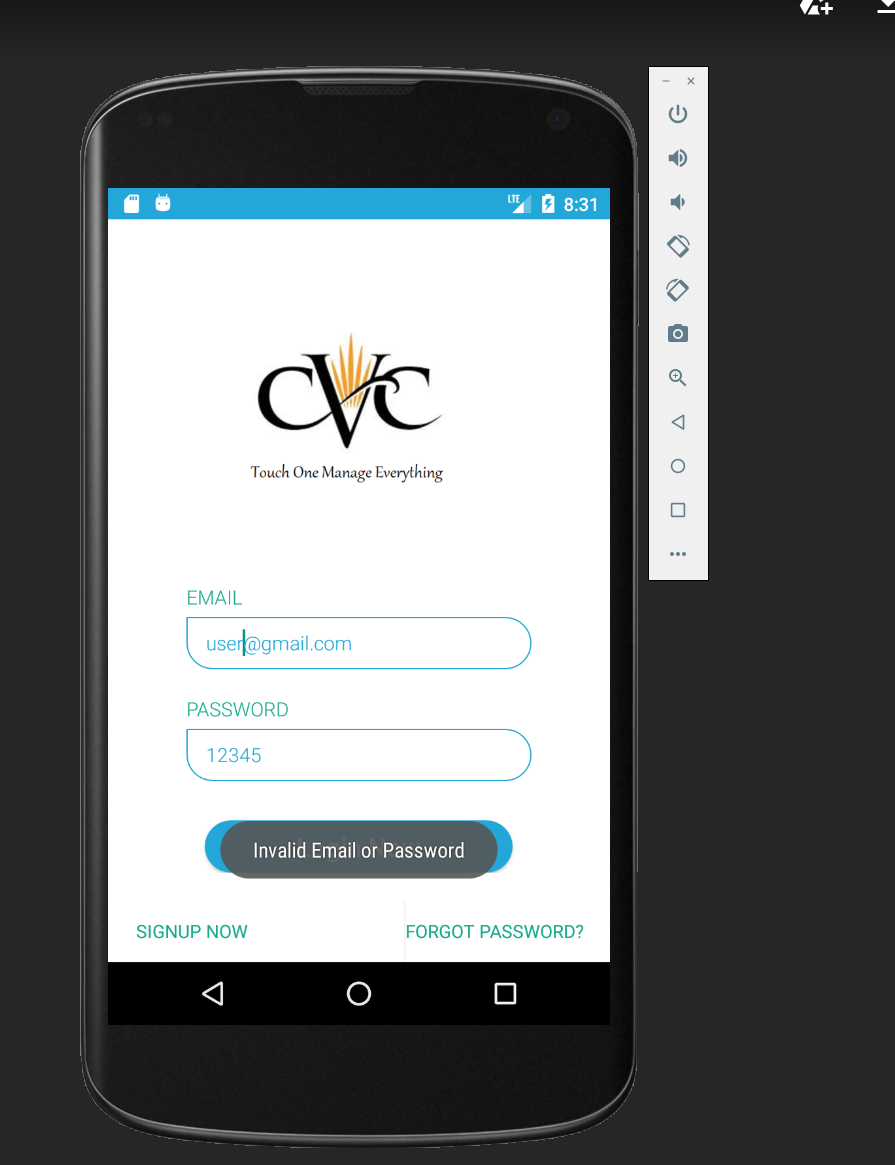 LTE 8:31
CVC
Touch One Manage Everything
EMAIL
user@gmail.com
PASSWORD
12345
Invalid Email or Password
SIGNUP NOW FORGOT PASSWORD?